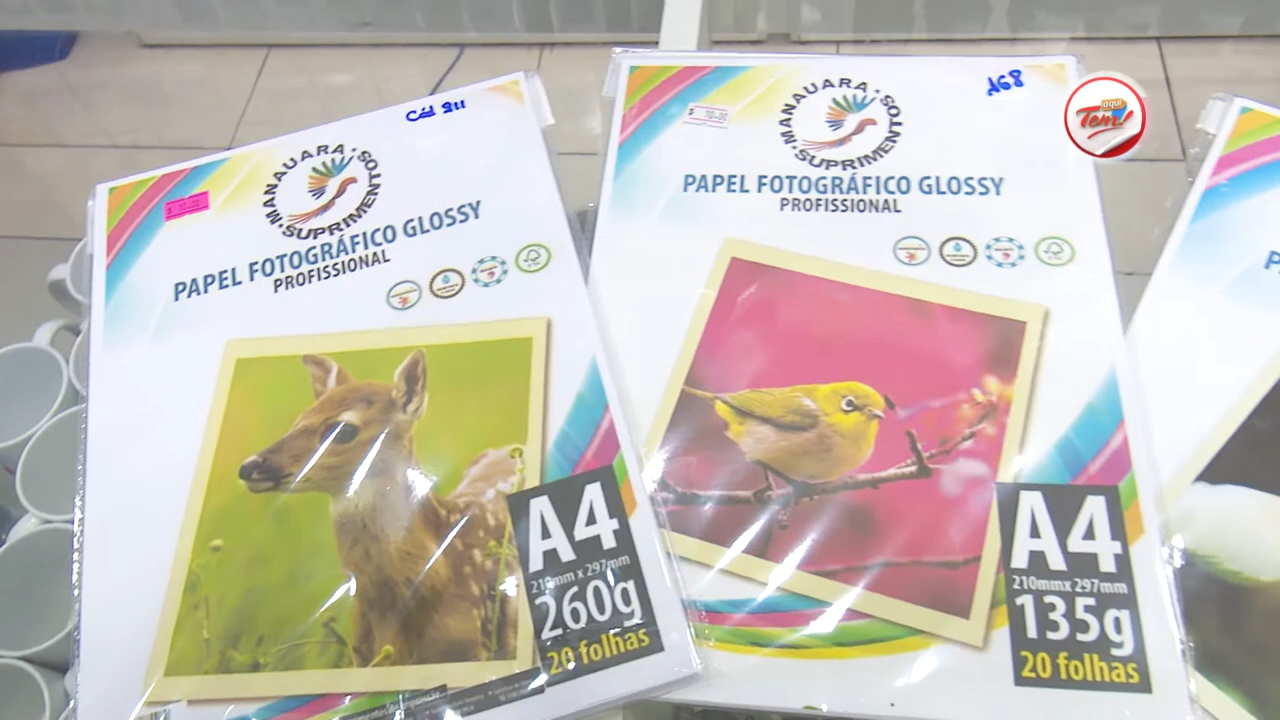 Cód 211
MANAUARA
SUPRIMENTOS
PAPEL FOTOGRÁFICO GLOSSY
PROFISSIONAL
A4
210mm x 297mm
260g
20 folhas
168
MANAUARA
SUPRIMENTOS
PAPEL FOTOGRÁFICO GLOSSY
PROFISSIONAL
A4
210mmx 297mm
135g
20 folhas
aqui
Tem!
P